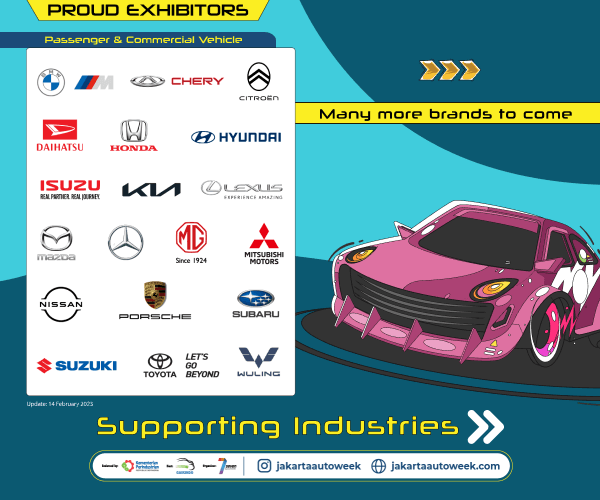 PROUD EXHIBITORS
Passenger & Commercial Vehicle
M CHERY
CITROËN
DAIHATSU HONDA HYUNDAI
ISUZU
REAL PARTNER. REAL JOURNEY.
KIA
LEXUS
EXPERIENCE AMAZING
mazda
MG
Since 1924
MITSUBISHI
MOTORS
NISSAN
PORSCHE
SUBARU
SUZUKI
TOYOTA
LET'S
GO
BEYOND
WULING
Many more brands to come
NOW
Update: 14 February 2023
Supporting Industries
jakartaautoweek jakartaautoweek.com